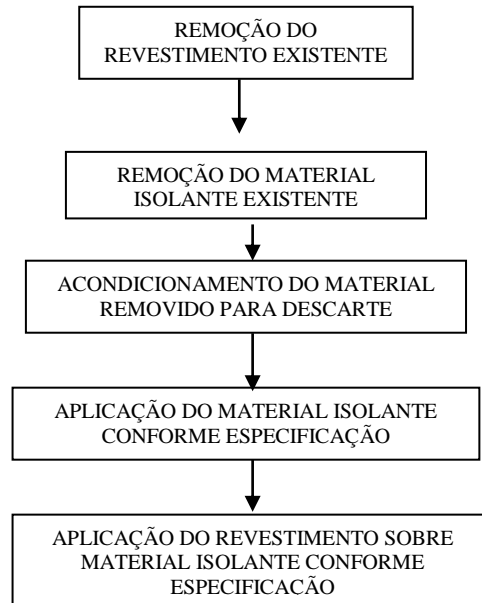 REMOÇÃO DO
REVESTIMENTO EXISTENTE
REMOÇÃO DO MATERIAL
ISOLANTE EXISTENTE
ACONDICIONAMENTO DO MATERIAL
REMOVIDO PARA DESCARTE
APLICAÇÃO DO MATERIAL ISOLANTE
CONFORME ESPECIFICAÇÃO
APLICAÇÃO DO REVESTIMENTO SOBRE
MATERIAL ISOLANTE CONFORME
ESPECIFICAÇÃO